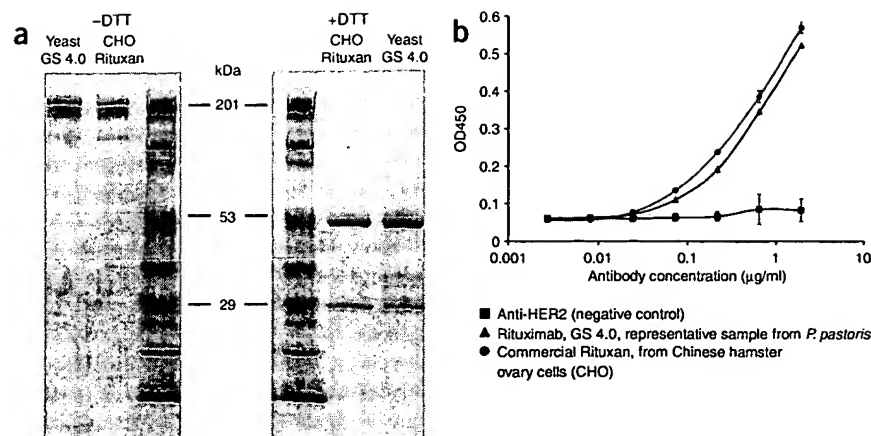 a
–DTT
Yeast CHO
GS 4.0 Rituxan
kDa
201
53
29
+DTT
CHO Yeast
Rituxan GS 4.0
b
OD450
0.6
0.5
0.4
0.3
0.2
0.1
0
0.001 0.01 0.1 1 10
Antibody concentration (µg/ml)
Anti-HER2 (negative control)
Rituximab, GS 4.0, representative sample from P. pastoris
Commercial Rituxan, from Chinese hamster
ovary cells (CHO)